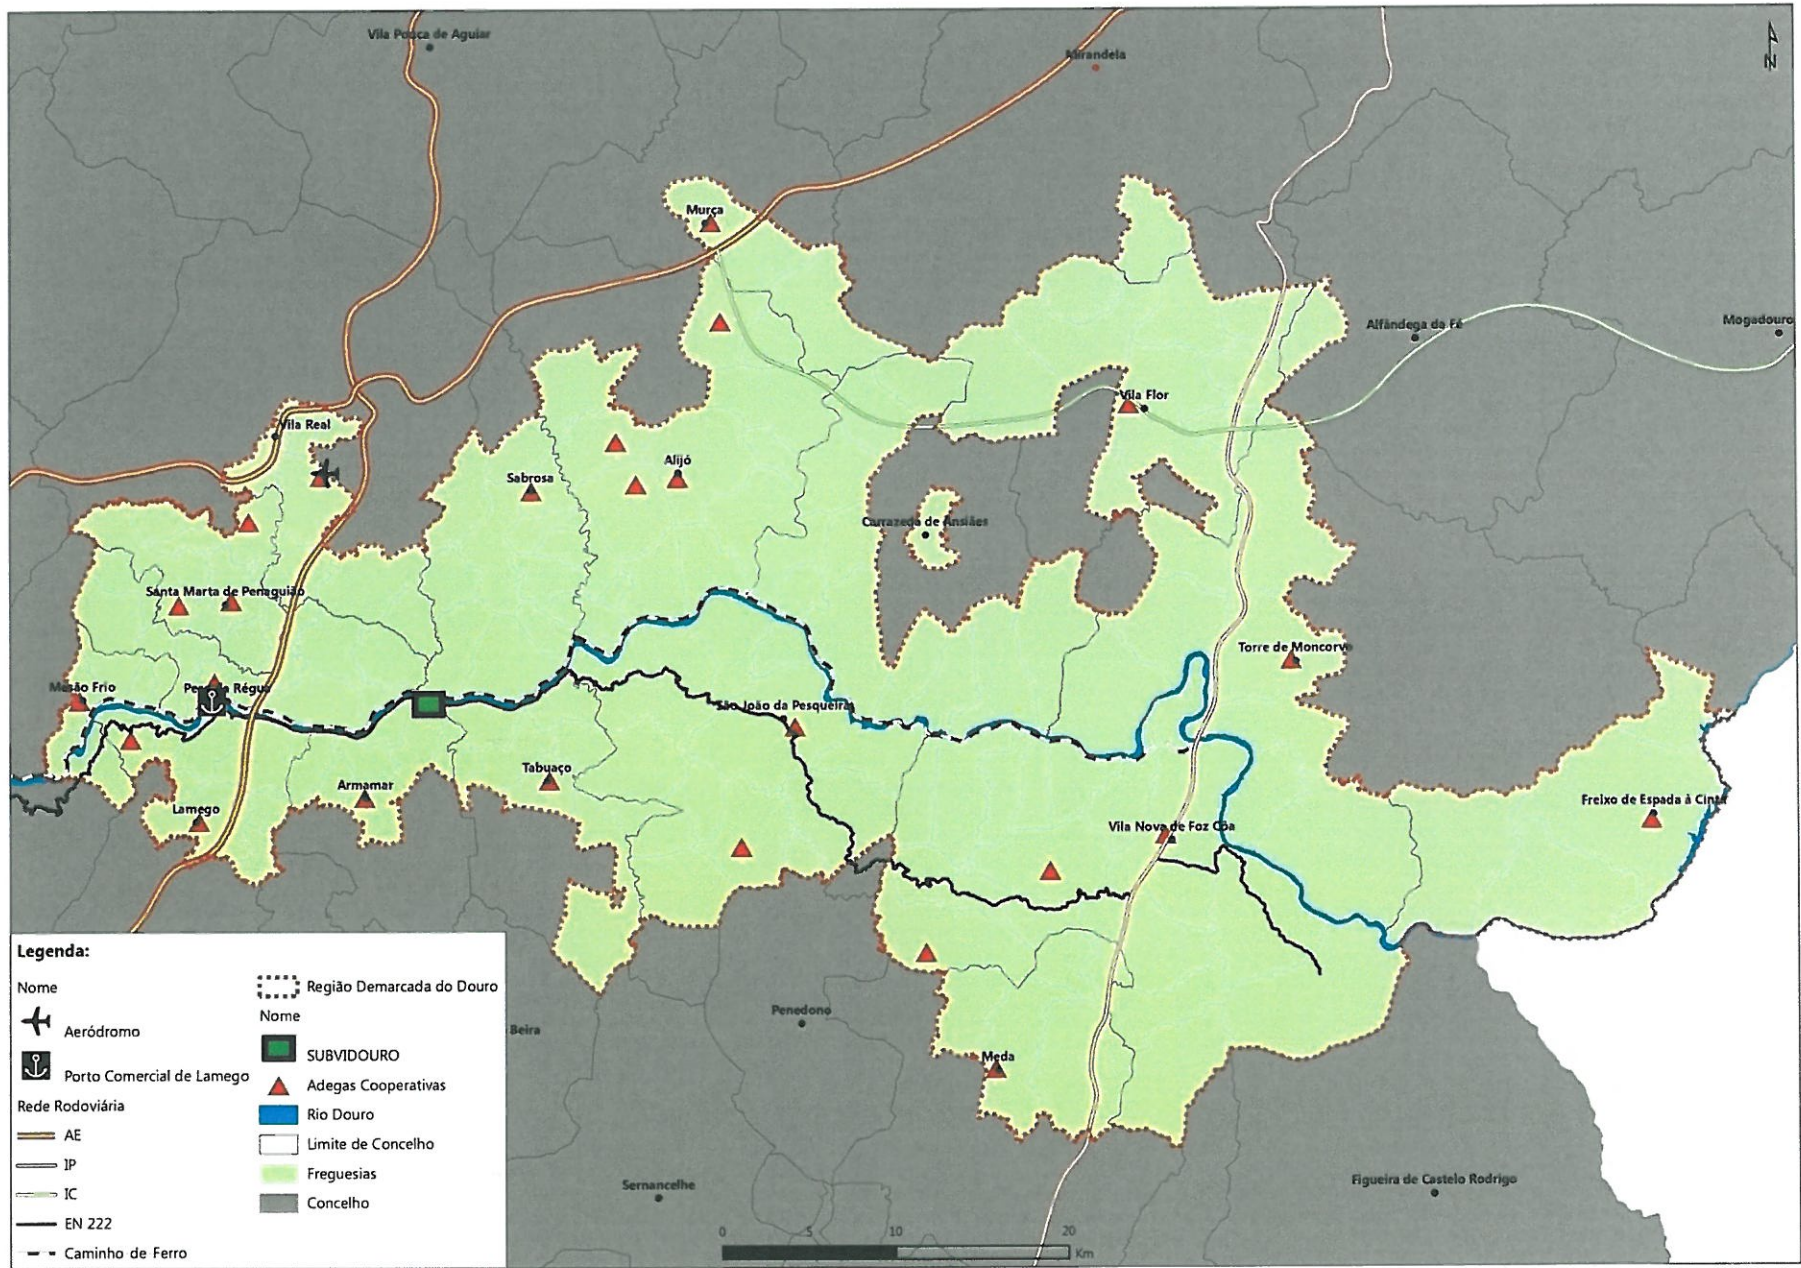 Vila Pouca de Aguiar
Mirandela
N
Murça
Alfândega da Fé
Mogadouro
Vila Flor
Vila Real
Alijó
Sabrosa
Carrazeda de Ansiães
Santa Marta de Penaguião
Torre de Moncorvo
Mesão Frio
Peso da Régua
São João da Pesqueira
Tabuaço
Armamar
Lamego
Freixo de Espada à Cinta
Vila Nova de Foz Côa
Penedono
Beira
Meda
Sernancelhe
Figueira de Castelo Rodrigo
Legenda:
Nome
Aeródromo
Porto Comercial de Lamego
Rede Rodoviária
AE
IP
IC
EN 222
Caminho de Ferro
Região Demarcada do Douro
Nome
SUBVIDOURO
Adegas Cooperativas
Rio Douro
Limite de Concelho
Freguesias
Concelho
0 5 10 20
Km